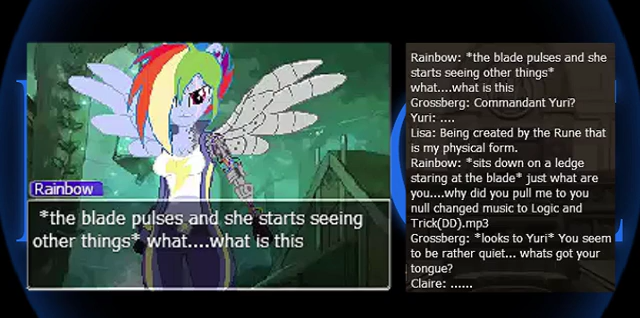 Rainbow
*the blade pulses and she starts seeing
other things* what....what is this
Rainbow: *the blade pulses and she
starts seeing other things*
what....what is this
Grossberg: Commandant Yuri?
Yuri: ....
Lisa: Being created by the Rune that
is my physical form.
Rainbow: *sits down on a ledge
staring at the blade* just what are
you....why did you pull me to you
null changed music to Logic and
Trick(DD).mp3
Grossberg: *looks to Yuri* You seem
to be rather quiet... whats got your
tongue?
Claire: ......